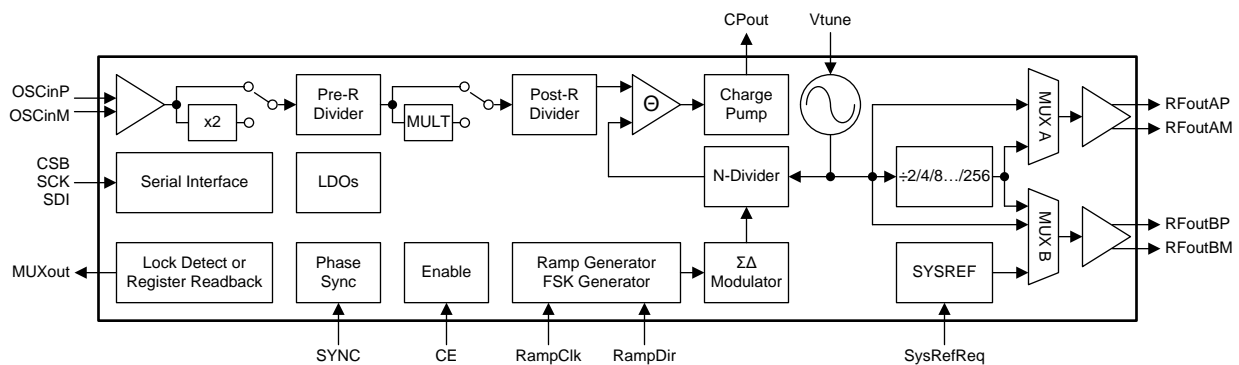 CPout
Vtune
OSCinP
OSCinM
x2
Pre-R
Divider
MULT
Post-R
Divider
Θ
Charge
Pump
MUX A
RFoutAP
RFoutAM
CSB
SCK
SDI
Serial Interface
LDOs
N-Divider
÷2/4/8…/256
MUX B
RFoutBP
RFoutBM
MUXout
Lock Detect or
Register Readback
Phase
Sync
Enable
Ramp Generator
FSK Generator
ΣΔ
Modulator
SYSREF
SYNC
CE
RampClk
RampDir
SysRefReq